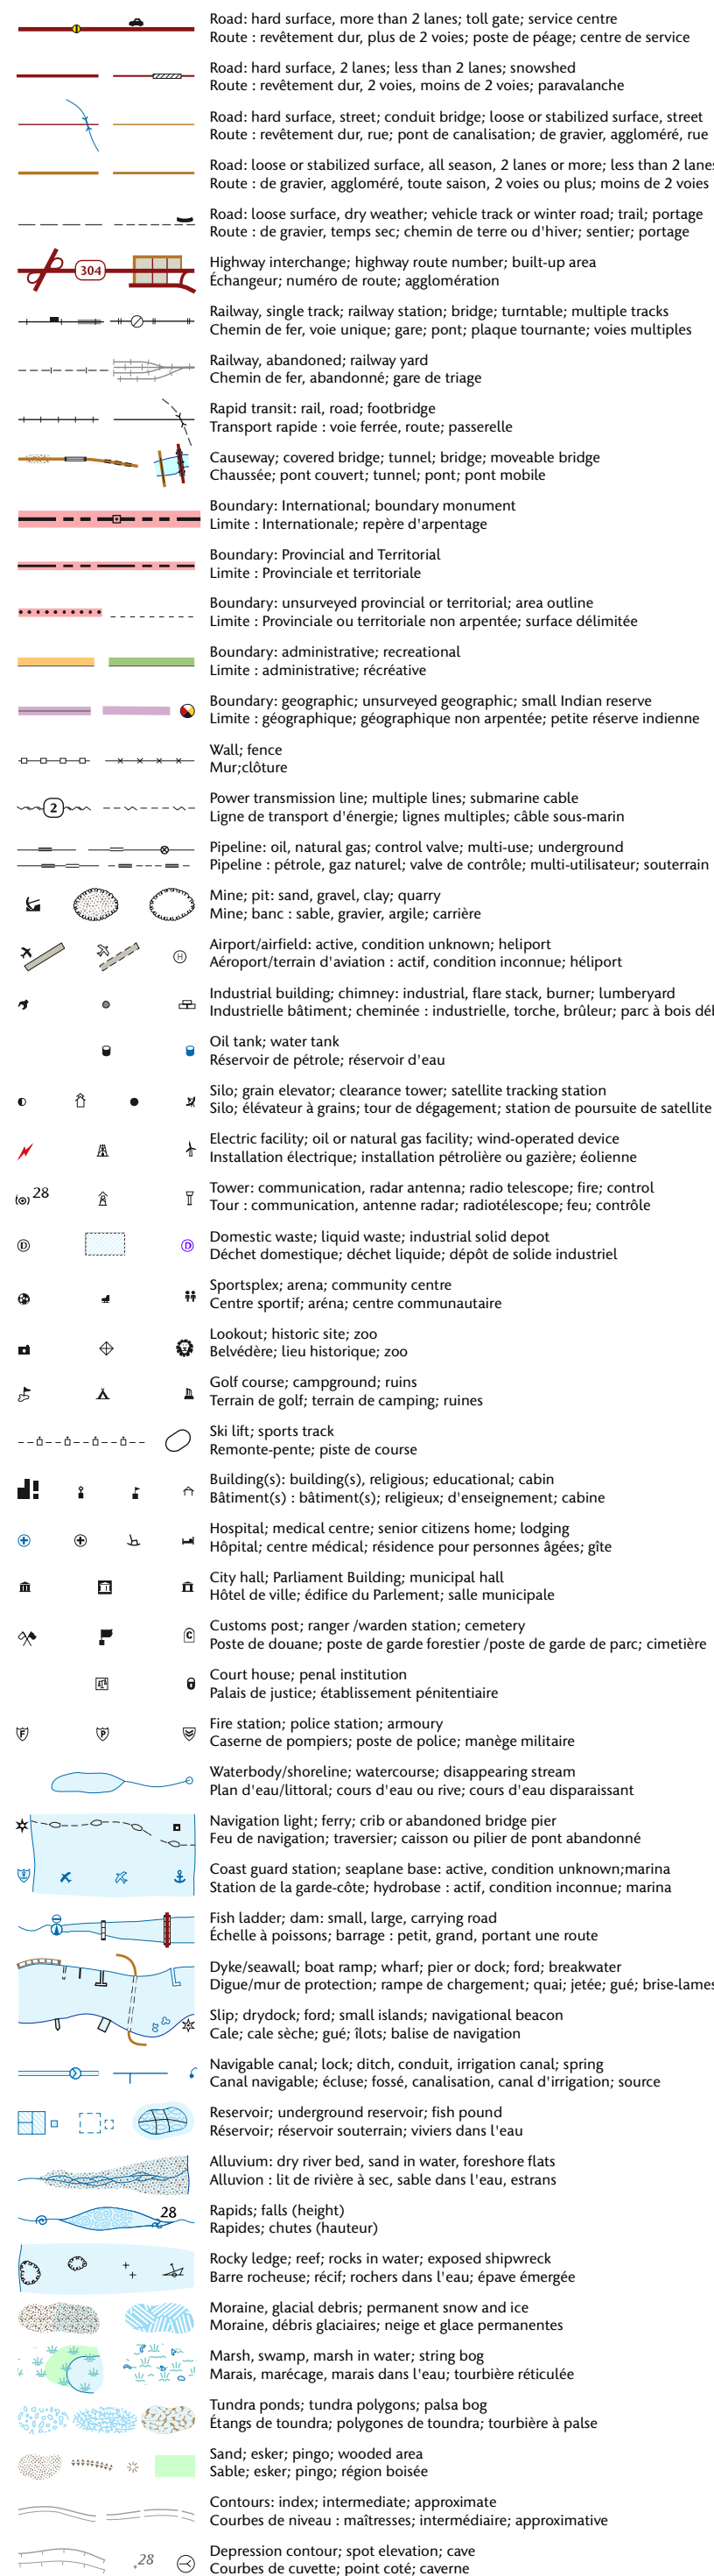 Road: hard surface, more than 2 lanes; toll gate; service centre
Route : revêtement dur, plus de 2 voies; poste de péage; centre de service
Road: hard surface, 2 lanes; less than 2 lanes; snowshed
Route : revêtement dur, 2 voies, moins de 2 voies; paravalanche
Road: hard surface, street; conduit bridge; loose or stabilized surface, street
Route : revêtement dur, rue; pont de canalisation; de gravier, aggloméré, rue
Road: loose or stabilized surface, all season, 2 lanes or more; less than 2 lanes
Route : de gravier, aggloméré, toute saison, 2 voies ou plus; moins de 2 voies
Road: loose surface, dry weather; vehicle track or winter road; trail; portage
Route : de gravier, temps sec; chemin de terre ou d'hiver; sentier; portage
304
Highway interchange; highway route number; built-up area
Échangeur; numéro de route; agglomération
Railway, single track; railway station; bridge; turntable; multiple tracks
Chemin de fer, voie unique; gare; pont; plaque tournante; voies multiples
Railway, abandoned; railway yard
Chemin de fer, abandonné; gare de triage
Rapid transit: rail, road; footbridge
Transport rapide : voie ferrée, route; passerelle
Causeway; covered bridge; tunnel; bridge; moveable bridge
Chaussée; pont couvert; tunnel; pont; pont mobile
Boundary: International; boundary monument
Limite : Internationale; repère d'arpentage
Boundary: Provincial and Territorial
Limite : Provinciale et territoriale
Boundary: unsurveyed provincial or territorial; area outline
Limite : Provinciale ou territoriale non arpentée; surface délimitée
Boundary: administrative; recreational
Limite : administrative; récréative
Boundary: geographic; unsurveyed geographic; small Indian reserve
Limite : géographique; géographique non arpentée; petite réserve indienne
Wall; fence
Mur;clôture
2
Power transmission line; multiple lines; submarine cable
Ligne de transport d'énergie; lignes multiples; câble sous-marin
Pipeline: oil, natural gas; control valve; multi-use; underground
Pipeline : pétrole, gaz naturel; valve de contrôle; multi-utilisateur; souterrain
Mine; pit: sand, gravel, clay; quarry
Mine; banc : sable, gravier, argile; carrière
H
Airport/airfield: active, condition unknown; heliport
Aéroport/terrain d'aviation : actif, condition inconnue; héliport
Industrial building; chimney: industrial, flare stack, burner; lumberyard
Industrielle bâtiment; cheminée : industrielle, torche, brûleur; parc à bois dél
Oil tank; water tank
Réservoir de pétrole; réservoir d'eau
Silo; grain elevator; clearance tower; satellite tracking station
Silo; élévateur à grains; tour de dégagement; station de poursuite de satellite
Electric facility; oil or natural gas facility; wind-operated device
Installation électrique; installation pétrolière ou gazière; éolienne
28
Tower: communication, radar antenna; radio telescope; fire; control
Tour : communication, antenne radar; radiotélescope; feu; contrôle
D D
Domestic waste; liquid waste; industrial solid depot
Déchet domestique; déchet liquide; dépôt de solide industriel
Sportsplex; arena; community centre
Centre sportif; aréna; centre communautaire
Lookout; historic site; zoo
Belvédère; lieu historique; zoo
Golf course; campground; ruins
Terrain de golf; terrain de camping; ruines
Ski lift; sports track
Remonte-pente; piste de course
Building(s): building(s), religious; educational; cabin
Bâtiment(s) : bâtiment(s); religieux; d'enseignement; cabine
Hospital; medical centre; senior citizens home; lodging
Hôpital; centre médical; résidence pour personnes âgées; gîte
City hall; Parliament Building; municipal hall
Hôtel de ville; édifice du Parlement; salle municipale
C
Customs post; ranger /warden station; cemetery
Poste de douane; poste de garde forestier /poste de garde de parc; cimetière
Court house; penal institution
Palais de justice; établissement pénitentiaire
F P
Fire station; police station; armoury
Caserne de pompiers; poste de police; manège militaire
Waterbody/shoreline; watercourse; disappearing stream
Plan d'eau/littoral; cours d'eau ou rive; cours d'eau disparaissant
Navigation light; ferry; crib or abandoned bridge pier
Feu de navigation; traversier; caisson ou pilier de pont abandonné
Coast guard station; seaplane base: active, condition unknown;marina
Station de la garde-côte; hydrobase : actif, condition inconnue; marina
Fish ladder; dam: small, large, carrying road
Échelle à poissons; barrage : petit, grand, portant une route
Dyke/seawall; boat ramp; wharf; pier or dock; ford; breakwater
Digue/mur de protection; rampe de chargement; quai; jetée; gué; brise-lames
Slip; drydock; ford; small islands; navigational beacon
Cale; cale sèche; gué; îlots; balise de navigation
Navigable canal; lock; ditch, conduit, irrigation canal; spring
Canal navigable; écluse; fossé, canalisation, canal d'irrigation; source
Reservoir; underground reservoir; fish pound
Réservoir; réservoir souterrain; viviers dans l'eau
Alluvium: dry river bed, sand in water, foreshore flats
Alluvion : lit de rivière à sec, sable dans l'eau, estrans
28
Rapids; falls (height)
Rapides; chutes (hauteur)
Rocky ledge; reef; rocks in water; exposed shipwreck
Barre rocheuse; récif; rochers dans l'eau; épave émergée
Moraine, glacial debris; permanent snow and ice
Moraine, débris glaciaires; neige et glace permanentes
Marsh, swamp, marsh in water; string bog
Marais, marécage, marais dans l'eau; tourbière réticulée
Tundra ponds; tundra polygons; palsa bog
Étangs de toundra; polygones de toundra; tourbière à palse
Sand; esker; pingo; wooded area
Sable; esker; pingo; région boisée
Contours: index; intermediate; approximate
Courbes de niveau : maîtresses; intermédiaire; approximative
.28
Depression contour; spot elevation; cave
Courbes de cuvette; point coté; caverne